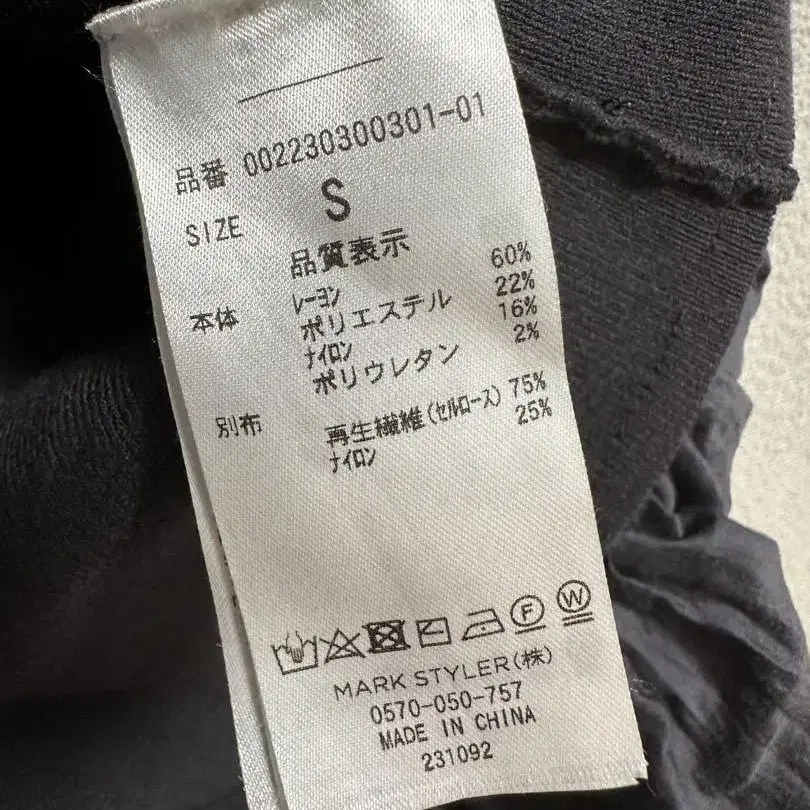 品番 002230300301-01
SIZE S
品質表示
本体 レーヨン 60%
ポリエステル 22%
ナイロン 16%
ポリウレタン 2%
別布 再生繊維(セルロース) 75%
ナイロン 25%
F W
MARK STYLER(株)
0570-050-757
MADE IN CHINA
231092